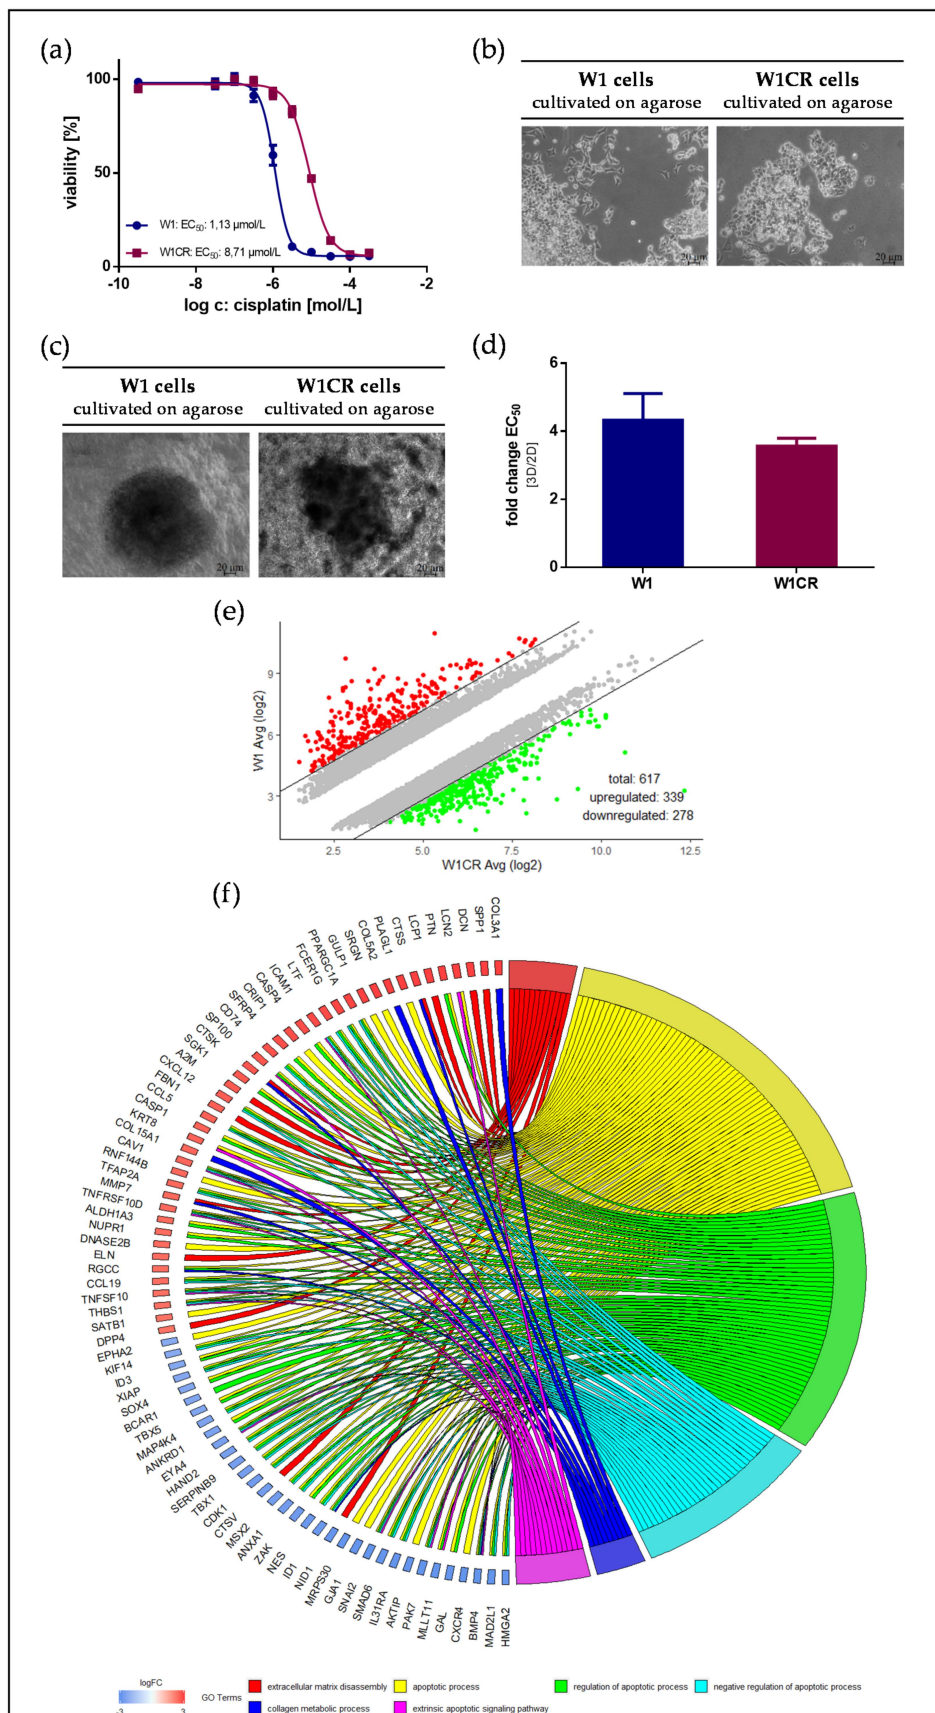 (a)
100
50
0
viability [%]
W1: EC50: 1,13 µmol/L
W1CR: EC50: 8,71 µmol/L
-10
-8
-6
-4
-2
log c: cisplatin [mol/L]
(b)
W1 cells
cultivated on agarose
W1CR cells
cultivated on agarose
20 µm
20 µm
(c)
W1 cells
cultivated on agarose
W1CR cells
cultivated on agarose
20 µm
20 µm
(d)
6
4
2
0
fold change EC50
[3D/2D]
W1
W1CR
(e)
9
6
3
W1 Avg (log2)
total: 617
upregulated: 339
downregulated: 278
2.5
5.0
7.5
10.0
12.5
W1CR Avg (log2)
(f)
COL3A1
SPP1
DCN
LCN2
PTN
LCP1
CTSS
PLAGL1
COL5A2
SRGN
GULP1
PPARGC1A
FCER1G
LTF
ICAM1
CASP4
CRIP1
SFRP4
CD74
SP100
CTSK
SGK1
A2M
CXCL12
FBN1
CCL5
CASP1
KRT8
COL15A1
CAV1
RNF144B
TFAP2A
MMP7
TNFRSF10D
ALDH1A3
NUPR1
DNASE2B
ELN
RGCC
CCL19
TNFSF10
THBS1
SATB1
DPP4
EPHA2
KIF14
ID3
XIAP
SOX4
BCAR1
TBX5
MAP4K4
ANKRD1
EYA4
HAND2
SERPINB9
TBX1
CDK1
CTSV
MSX2
ANXA1
ZAK
NES
ID1
NID1
MRPS30
GJA1
SNAI2
SMAD6
IL31RA
AKTIP
PAK7
MLLT11
GAL
CXCR4
BMP4
MAD2L1
HMGA2
logFC
-3
3
GO Terms
extracellular matrix disassembly
apoptotic process
regulation of apoptotic process
negative regulation of apoptotic process
collagen metabolic process
extrinsic apoptotic signaling pathway